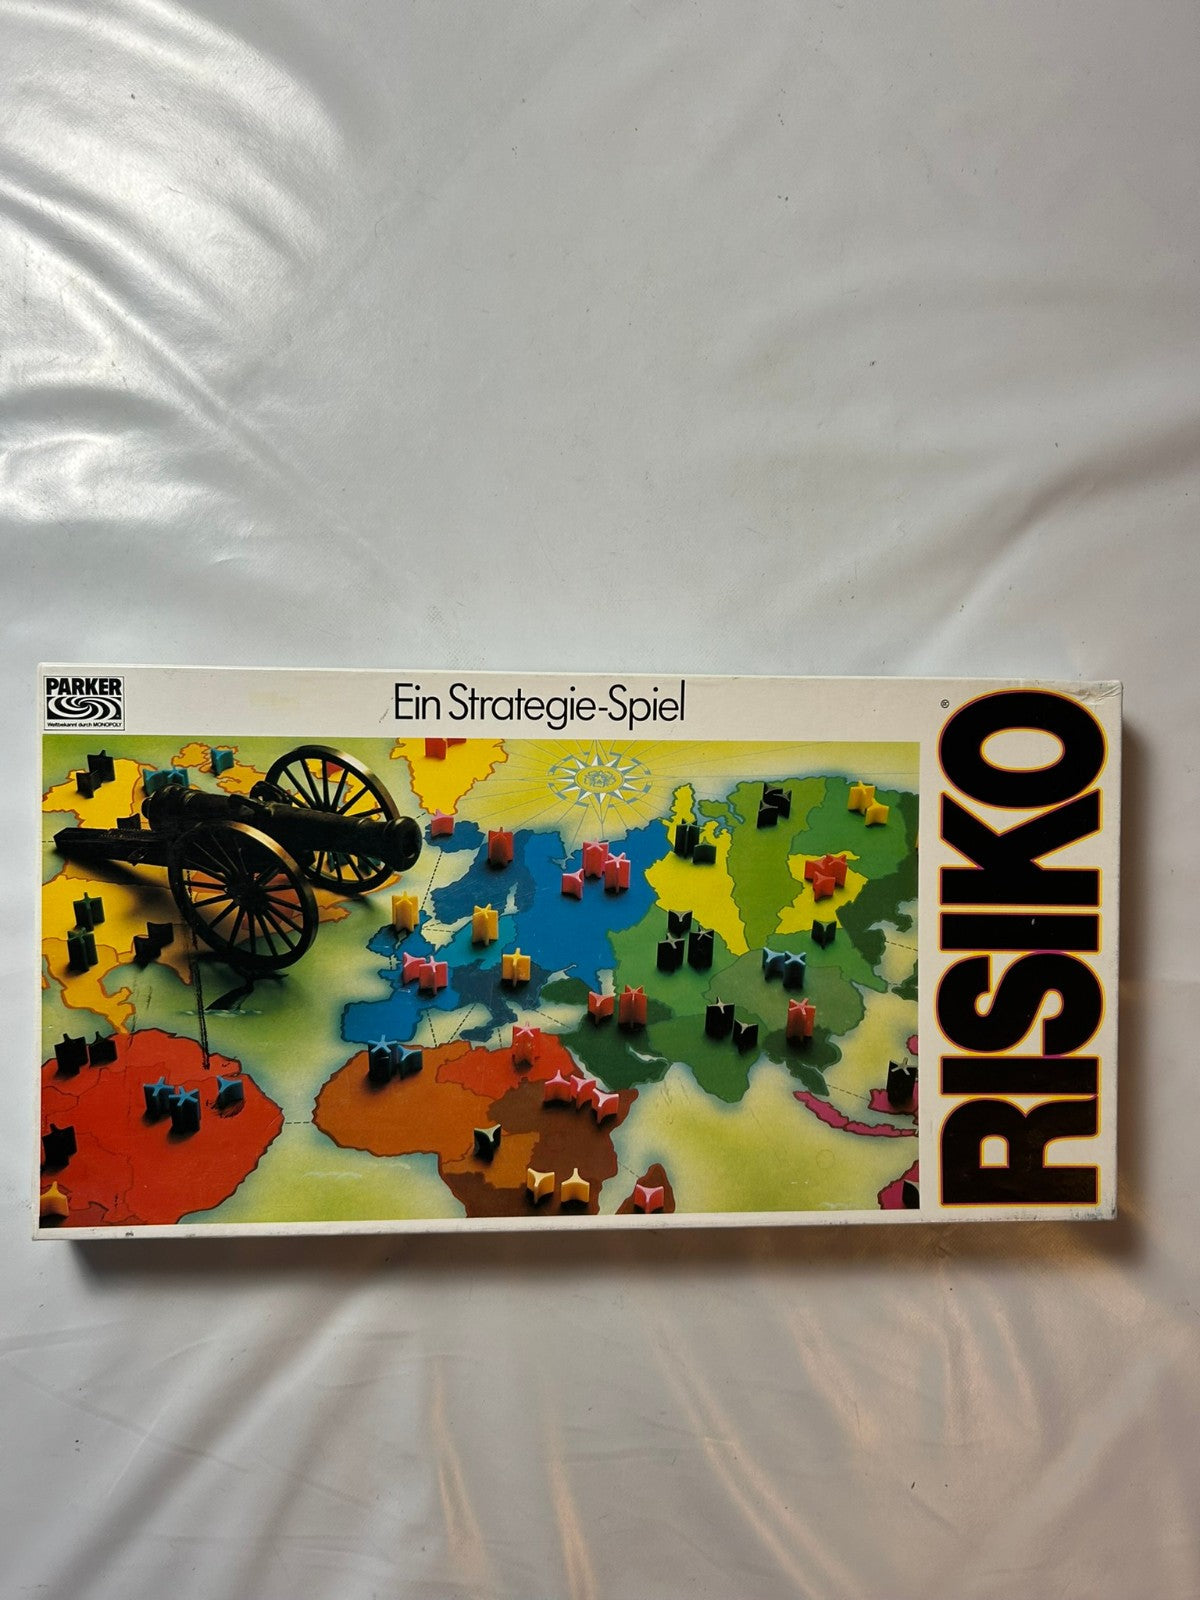 PARKER
Weltbekannt durch MONOPOLY
Ein Strategie-Spiel
RISIKO®